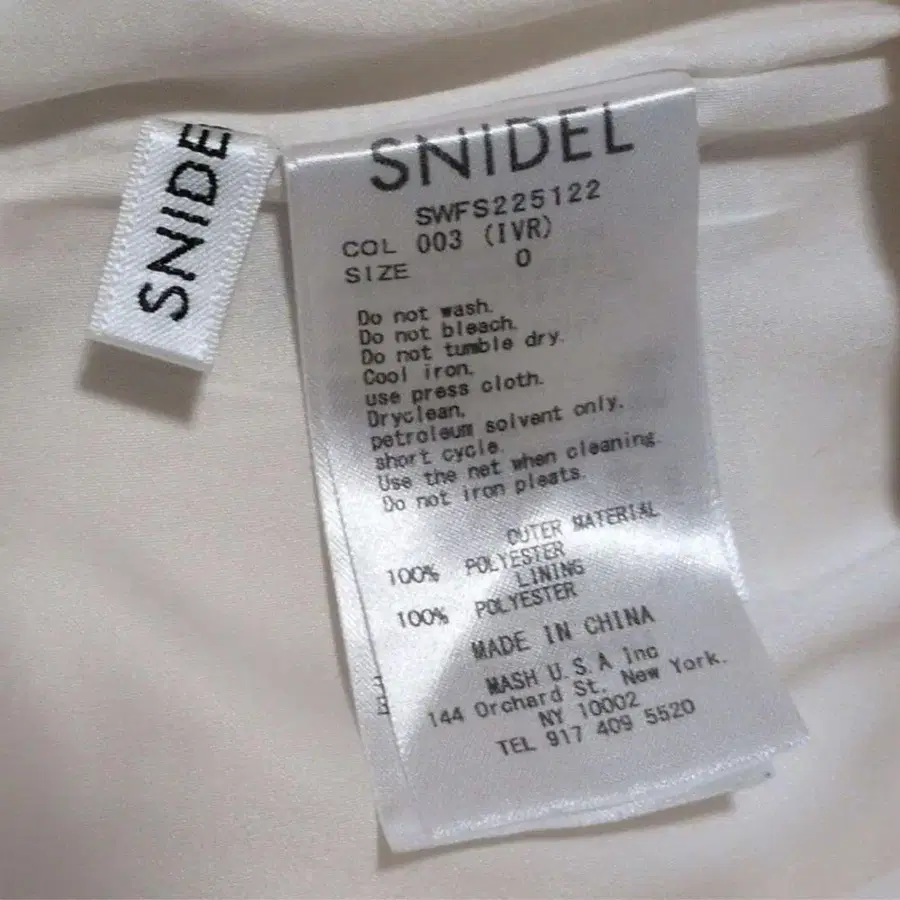 SNIDEL
SNIDEL
SWFS225122
COL 003 (IVR)
SIZE 0
Do not wash.
Do not bleach.
Do not tumble dry.
Cool iron.
use press cloth.
Dryclean,
petroleum solvent only.
short cycle.
Use the net when cleaning.
Do not iron pleats.
OUTER MATERIAL
100% POLYESTER
LINING
100% POLYESTER
MADE IN CHINA
MASH U.S.A Inc
144 Orchard St. New York.
NY 10002
TEL 917 409 5520